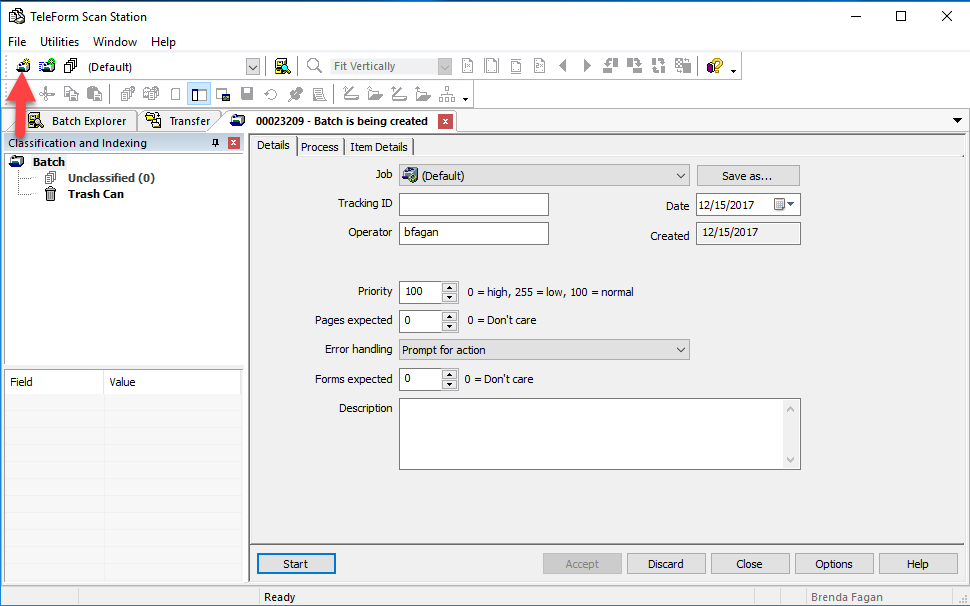 TeleForm Scan Station
File Utilities Window Help
(Default) Fit Vertically
Batch Explorer Transfer 00023209 - Batch is being created
Classification and Indexing
Batch
Unclassified (0)
Trash Can
Field Value
Details Process Item Details
Job (Default) Save as...
Tracking ID Date 12/15/2017
Operator bfagan Created 12/15/2017
Priority 100 0 = high, 255 = low, 100 = normal
Pages expected 0 0 = Don't care
Error handling Prompt for action
Forms expected 0 0 = Don't care
Description
Start Accept Discard Close Options Help
Ready Brenda Fagan